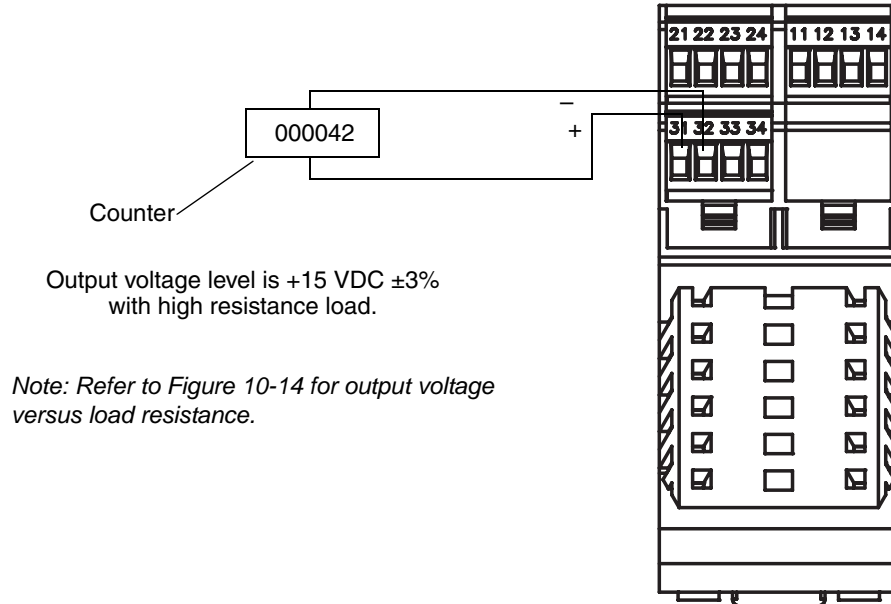 21 22 23 24 11 12 13 14
–
000042
+
31 32 33 34
Counter
Output voltage level is +15 VDC ±3%
with high resistance load.
Note: Refer to Figure 10-14 for output voltage
versus load resistance.